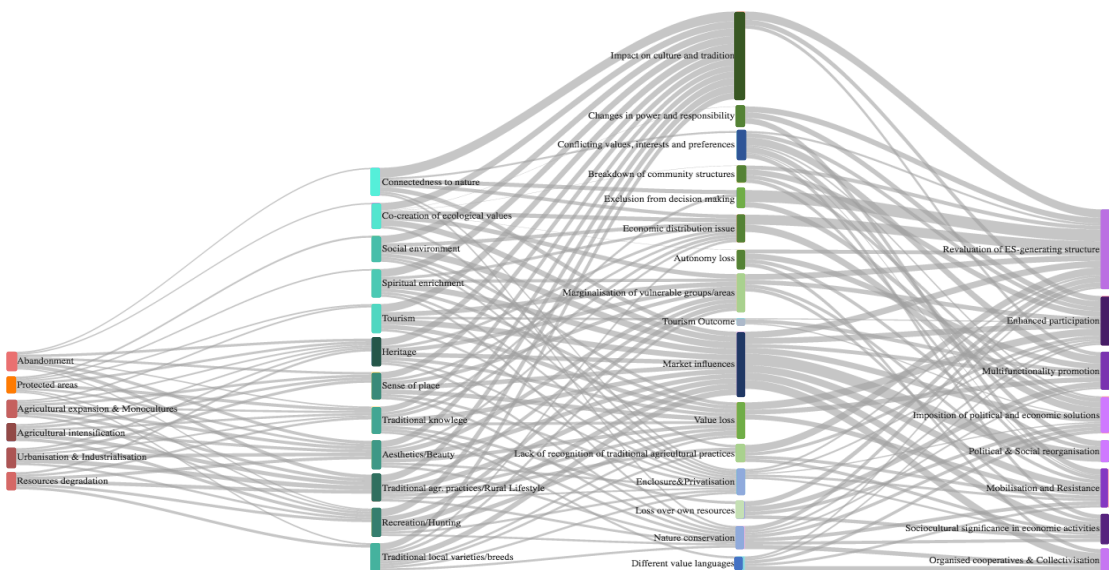 Abandonment
Protected areas
Agricultural expansion & Monocultures
Agricultural intensification
Urbanisation & Industrialisation
Resources degradation
Connectedness to nature
Co-creation of ecological values
Social environment
Spiritual enrichment
Tourism
Heritage
Sense of place
Traditional knowlege
Aesthetics/Beauty
Traditional agr. practices/Rural Lifestyle
Recreation/Hunting
Traditional local varieties/breeds
Impact on culture and tradition
Changes in power and responsibility
Conflicting values, interests and preferences
Breakdown of community structures
Exclusion from decision making
Economic distribution issue
Autonomy loss
Marginalisation of vulnerable groups/areas
Tourism Outcome
Market influences
Value loss
Lack of recognition of traditional agricultural practices
Enclosure&Privatisation
Loss over own resources
Nature conservation
Different value languages
Revaluation of ES-generating structure
Enhanced participation
Multifunctionality promotion
Imposition of political and economic solutions
Political & Social reorganisation
Mobilisation and Resistance
Sociocultural significance in economic activities
Organised cooperatives & Collectivisation